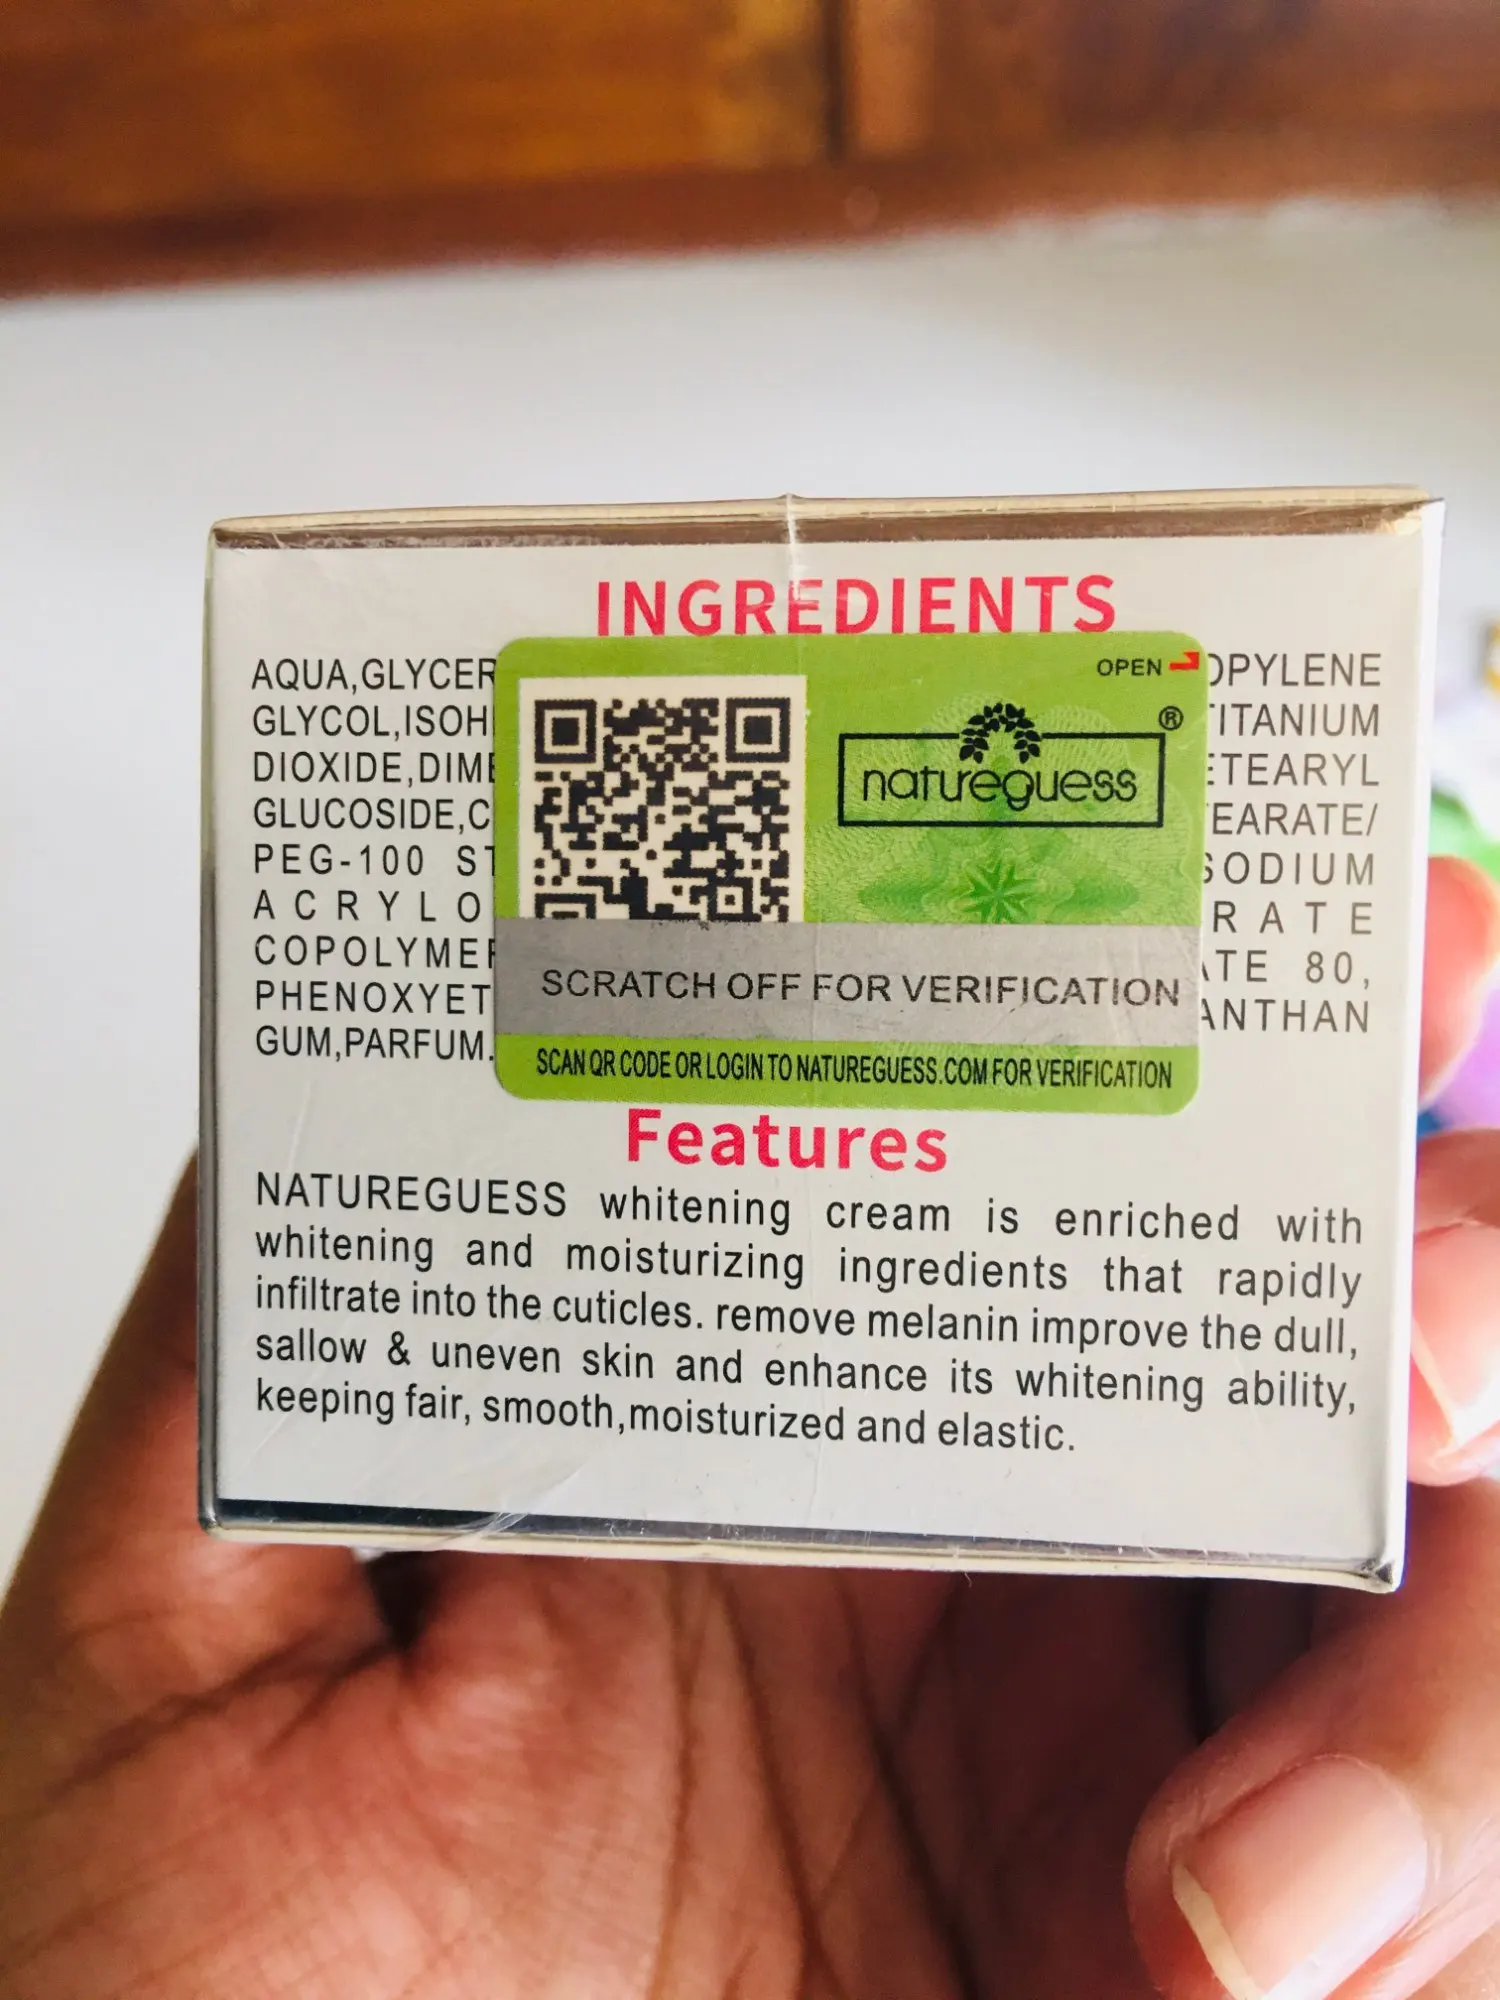 INGREDIENTS
AQUA,GLYCER OPYLENE
GLYCOL,ISOH TITANIUM
DIOXIDE,DIME ETEARYL
GLUCOSIDE,C TEARATE/
PEG-100 ST SODIUM
ACRYLO RATE
COPOLYMER ATE 80,
PHENOXYET ANTHAN
GUM,PARFUM.
OPEN
natureguess®
SCRATCH OFF FOR VERIFICATION
SCAN QR CODE OR LOGIN TO NATUREGUESS.COM FOR VERIFICATION
Features
NATUREGUESS whitening cream is enriched with
whitening and moisturizing ingredients that rapidly
infiltrate into the cuticles. remove melanin improve the dull,
sallow & uneven skin and enhance its whitening ability,
keeping fair, smooth,moisturized and elastic.